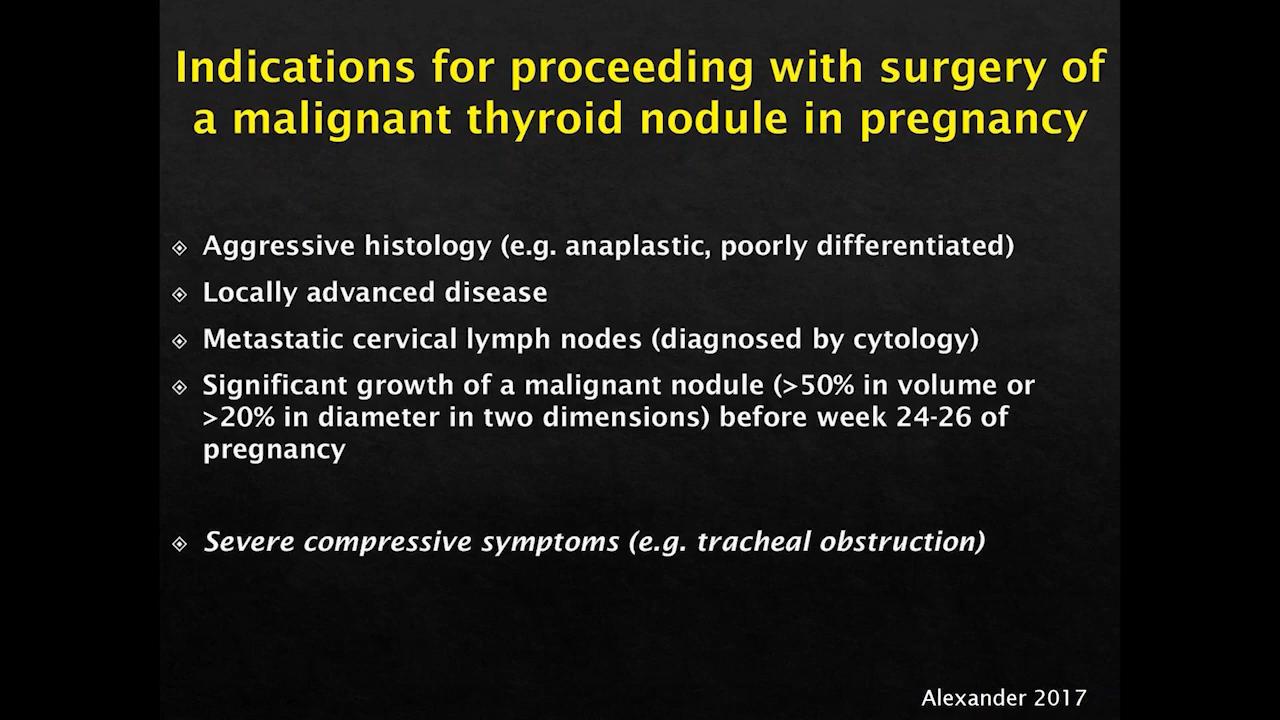 Indications for proceeding with surgery of
a malignant thyroid nodule in pregnancy
Aggressive histology (e.g. anaplastic, poorly differentiated)
Locally advanced disease
Metastatic cervical lymph nodes (diagnosed by cytology)
Significant growth of a malignant nodule (>50% in volume or
>20% in diameter in two dimensions) before week 24-26 of
pregnancy
Severe compressive symptoms (e.g. tracheal obstruction)
Alexander 2017